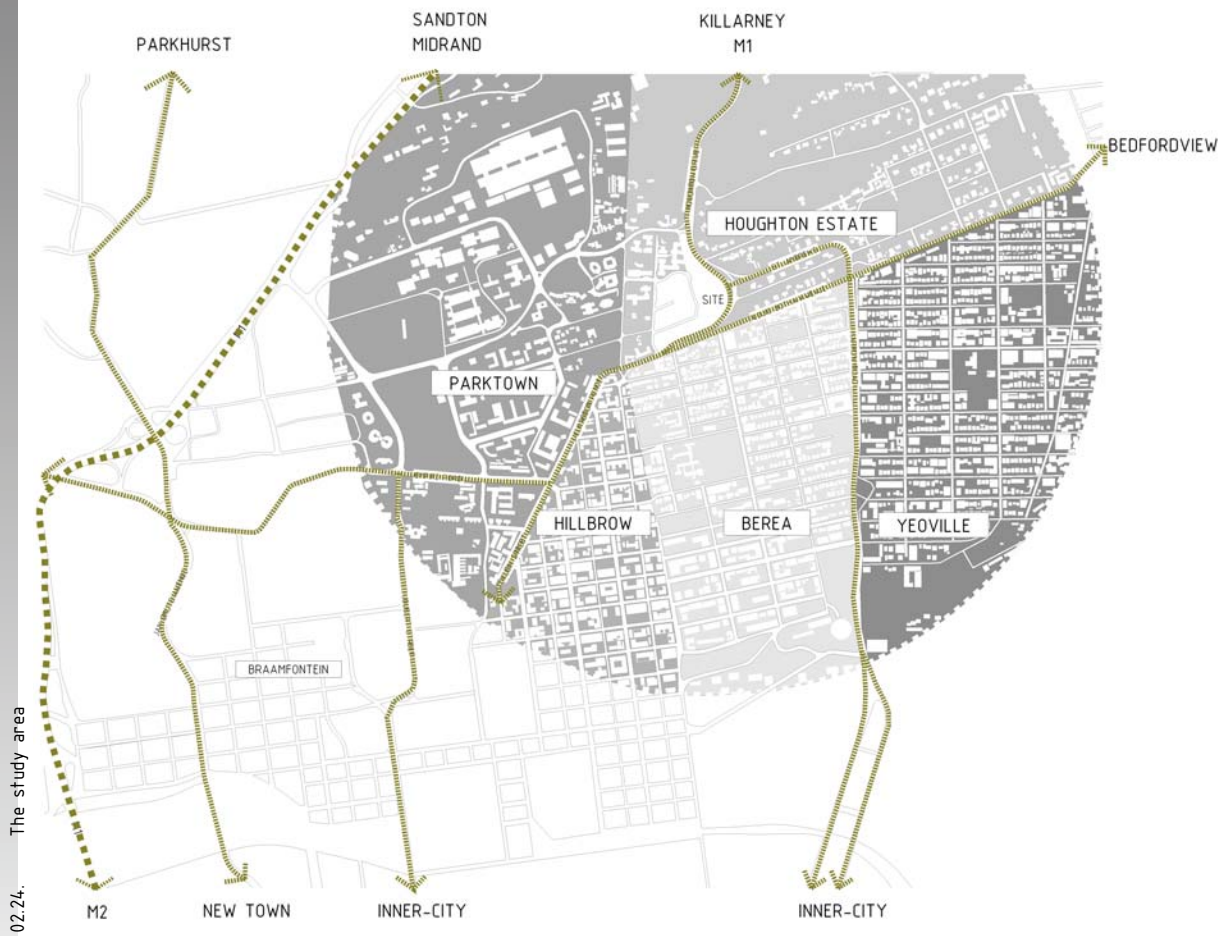 SANDTON
MIDRAND
KILLARNEY
M1
PARKHURST
BEDFORDVIEW
HOUGHTON ESTATE
SITE
PARKTOWN
HILLBROW
BEREA
YEOVILLE
BRAAMFONTEIN
M2
NEW TOWN
INNER-CITY
INNER-CITY
02.24. The study area